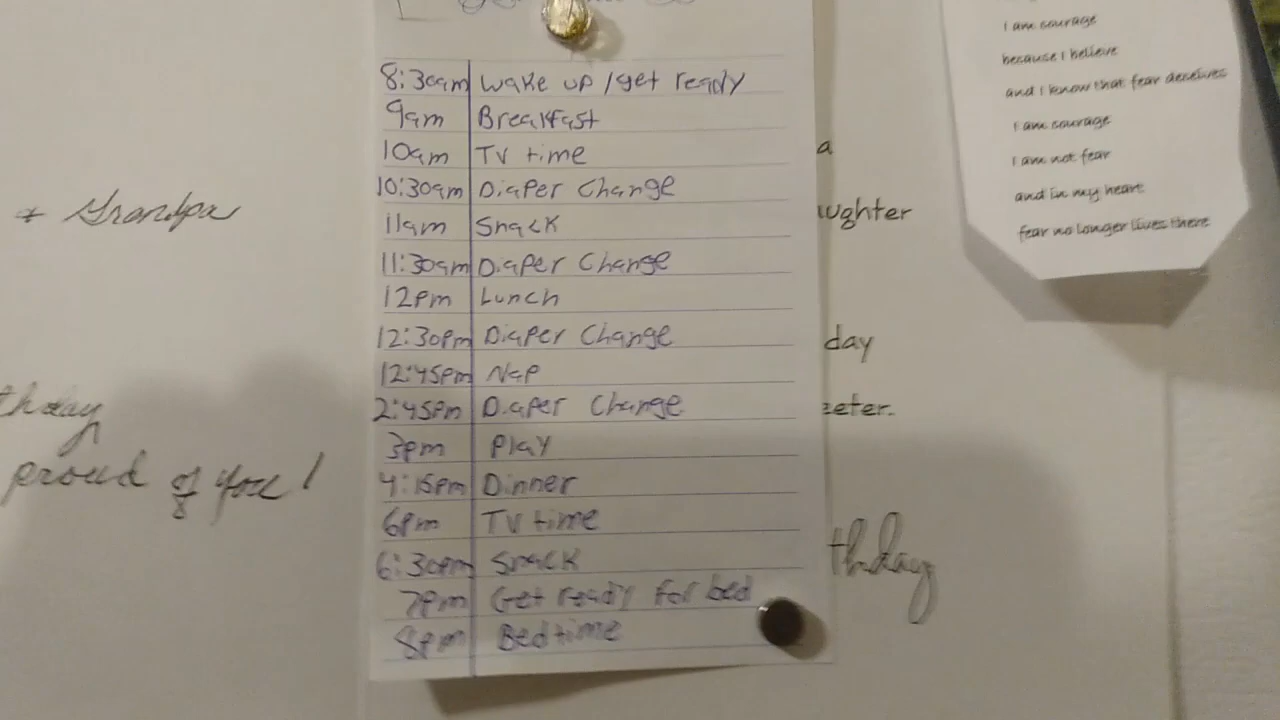 8:30am wake up / get ready
9am Breakfast
10am TV time
10:30am Diaper Change
11am Snack
11:30am Diaper Change
12pm Lunch
12:30pm Diaper Change
12:45pm Nap
2:45pm Diaper Change
3pm Play
4:15pm Dinner
6pm TV time
6:30pm Snack
7pm Get ready for bed
8pm Bedtime
+ Grandpa
thday
proud of you!
a
ughter
day
eter.
thday
I am courage
because I believe
and I know that fear deceives
I am courage
I am not fear
and in my heart
fear no longer lives there